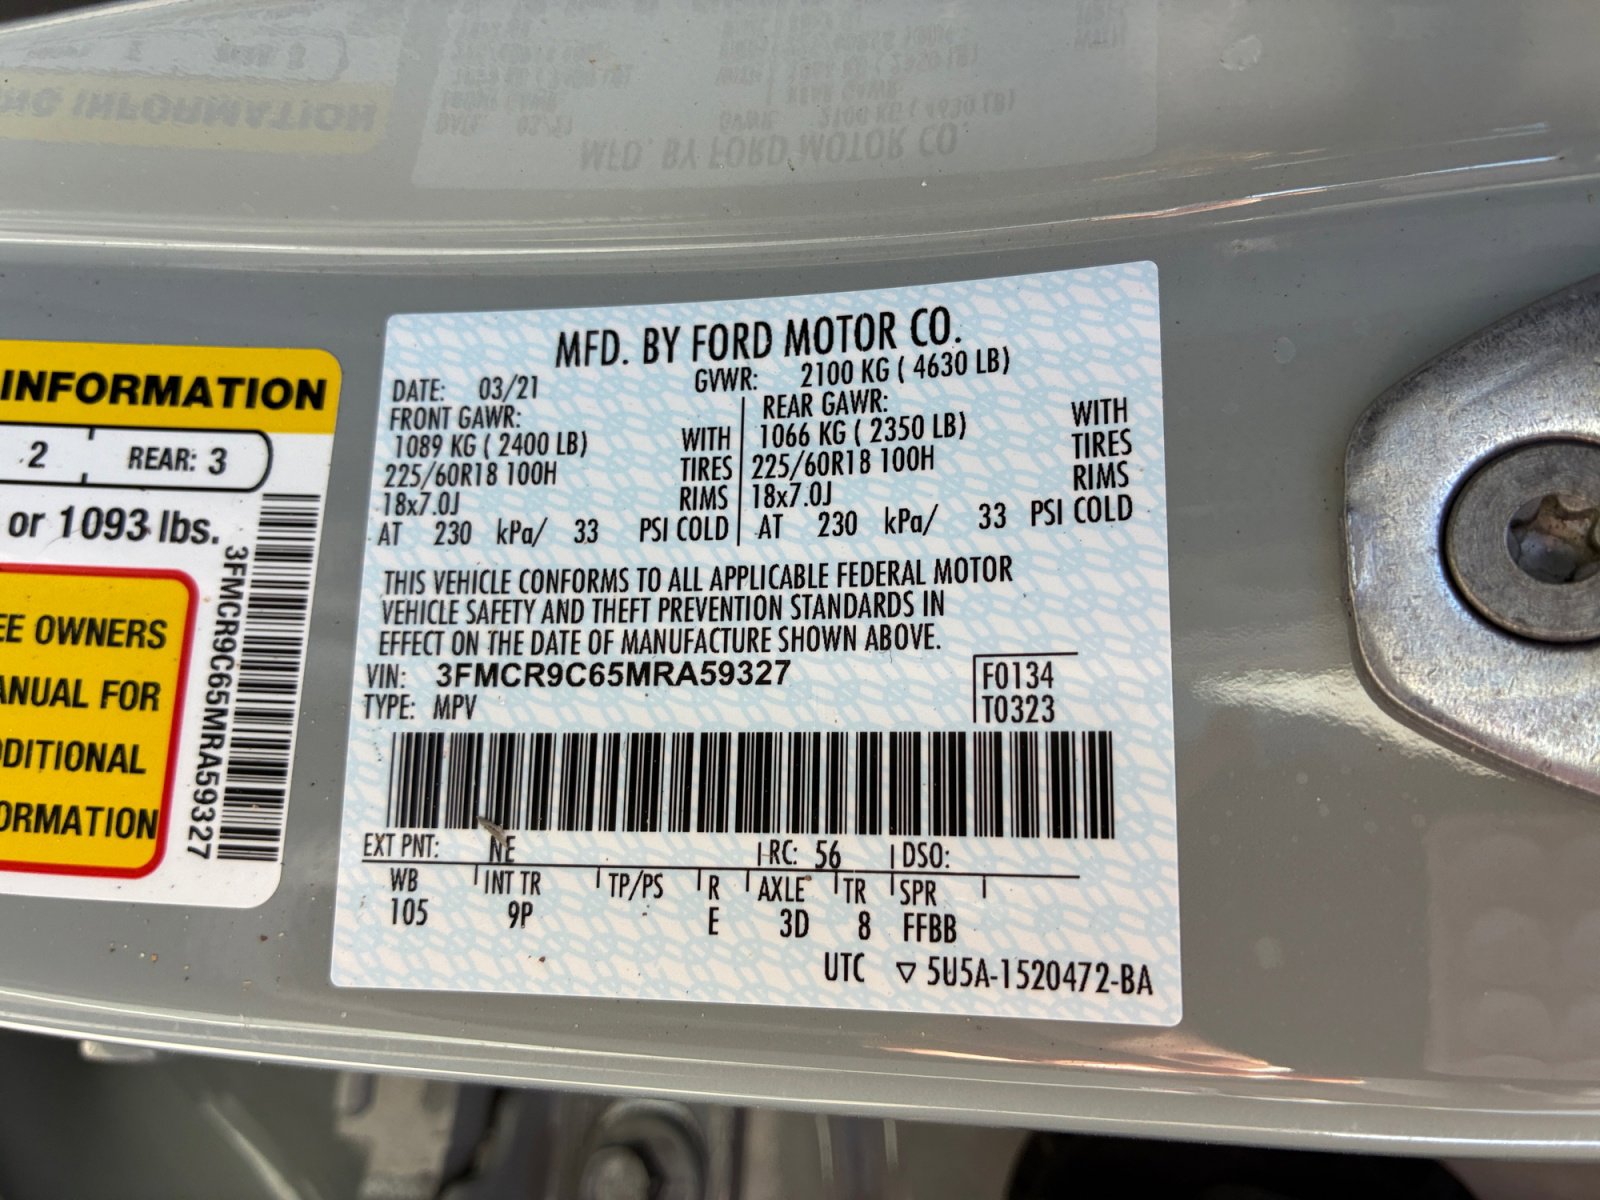 INFORMATION
2 REAR: 3
or 1093 lbs.
EE OWNERS
ANUAL FOR
DDITIONAL
ORMATION
3FMCR9C65MRA59327
MFD. BY FORD MOTOR CO.
DATE: 03/21 GVWR: 2100 KG ( 4630 LB)
FRONT GAWR: REAR GAWR:
1089 KG ( 2400 LB) WITH 1066 KG ( 2350 LB) WITH
225/60R18 100H TIRES 225/60R18 100H TIRES
18x7.0J RIMS 18x7.0J RIMS
AT 230 kPa/ 33 PSI COLD AT 230 kPa/ 33 PSI COLD
THIS VEHICLE CONFORMS TO ALL APPLICABLE FEDERAL MOTOR
VEHICLE SAFETY AND THEFT PREVENTION STANDARDS IN
EFFECT ON THE DATE OF MANUFACTURE SHOWN ABOVE.
VIN: 3FMCR9C65MRA59327 F0134
TYPE: MPV T0323
EXT PNT: NE RC: 56 DSO:
WB INT TR TP/PS R AXLE TR SPR
105 9P E 3D 8 FFBB
UTC ▽ 5U5A-1520472-BA